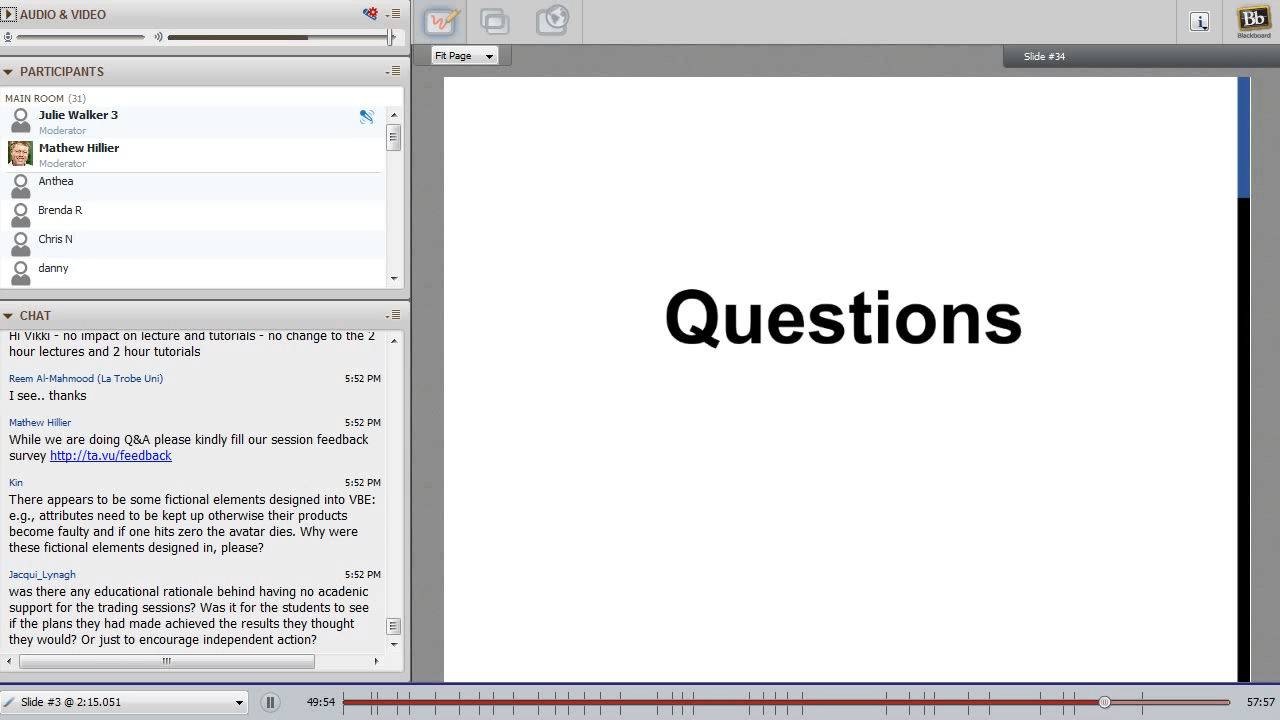 AUDIO & VIDEO
PARTICIPANTS
MAIN ROOM (31)
Julie Walker 3
Moderator
Mathew Hillier
Moderator
Anthea
Brenda R
Chris N
danny
CHAT
Hi Vikki - no impact on lecture and tutorials - no change to the 2
hour lectures and 2 hour tutorials
Reem Al-Mahmood (La Trobe Uni) 5:52 PM
I see.. thanks
Mathew Hillier 5:52 PM
While we are doing Q&A please kindly fill our session feedback
survey http://ta.vu/feedback
Kin 5:52 PM
There appears to be some fictional elements designed into VBE:
e.g., attributes need to be kept up otherwise their products
become faulty and if one hits zero the avatar dies. Why were
these fictional elements designed in, please?
Jacqui_Lynagh 5:52 PM
was there any educational rationale behind having no acadenic
support for the trading sessions? Was it for the students to see
if the plans they had made achieved the results they thought
they would? Or just to encourage independent action?
Fit Page
Slide #34
Bb
Blackboard
Questions
Slide #3 @ 2:15.051
49:54
57:57